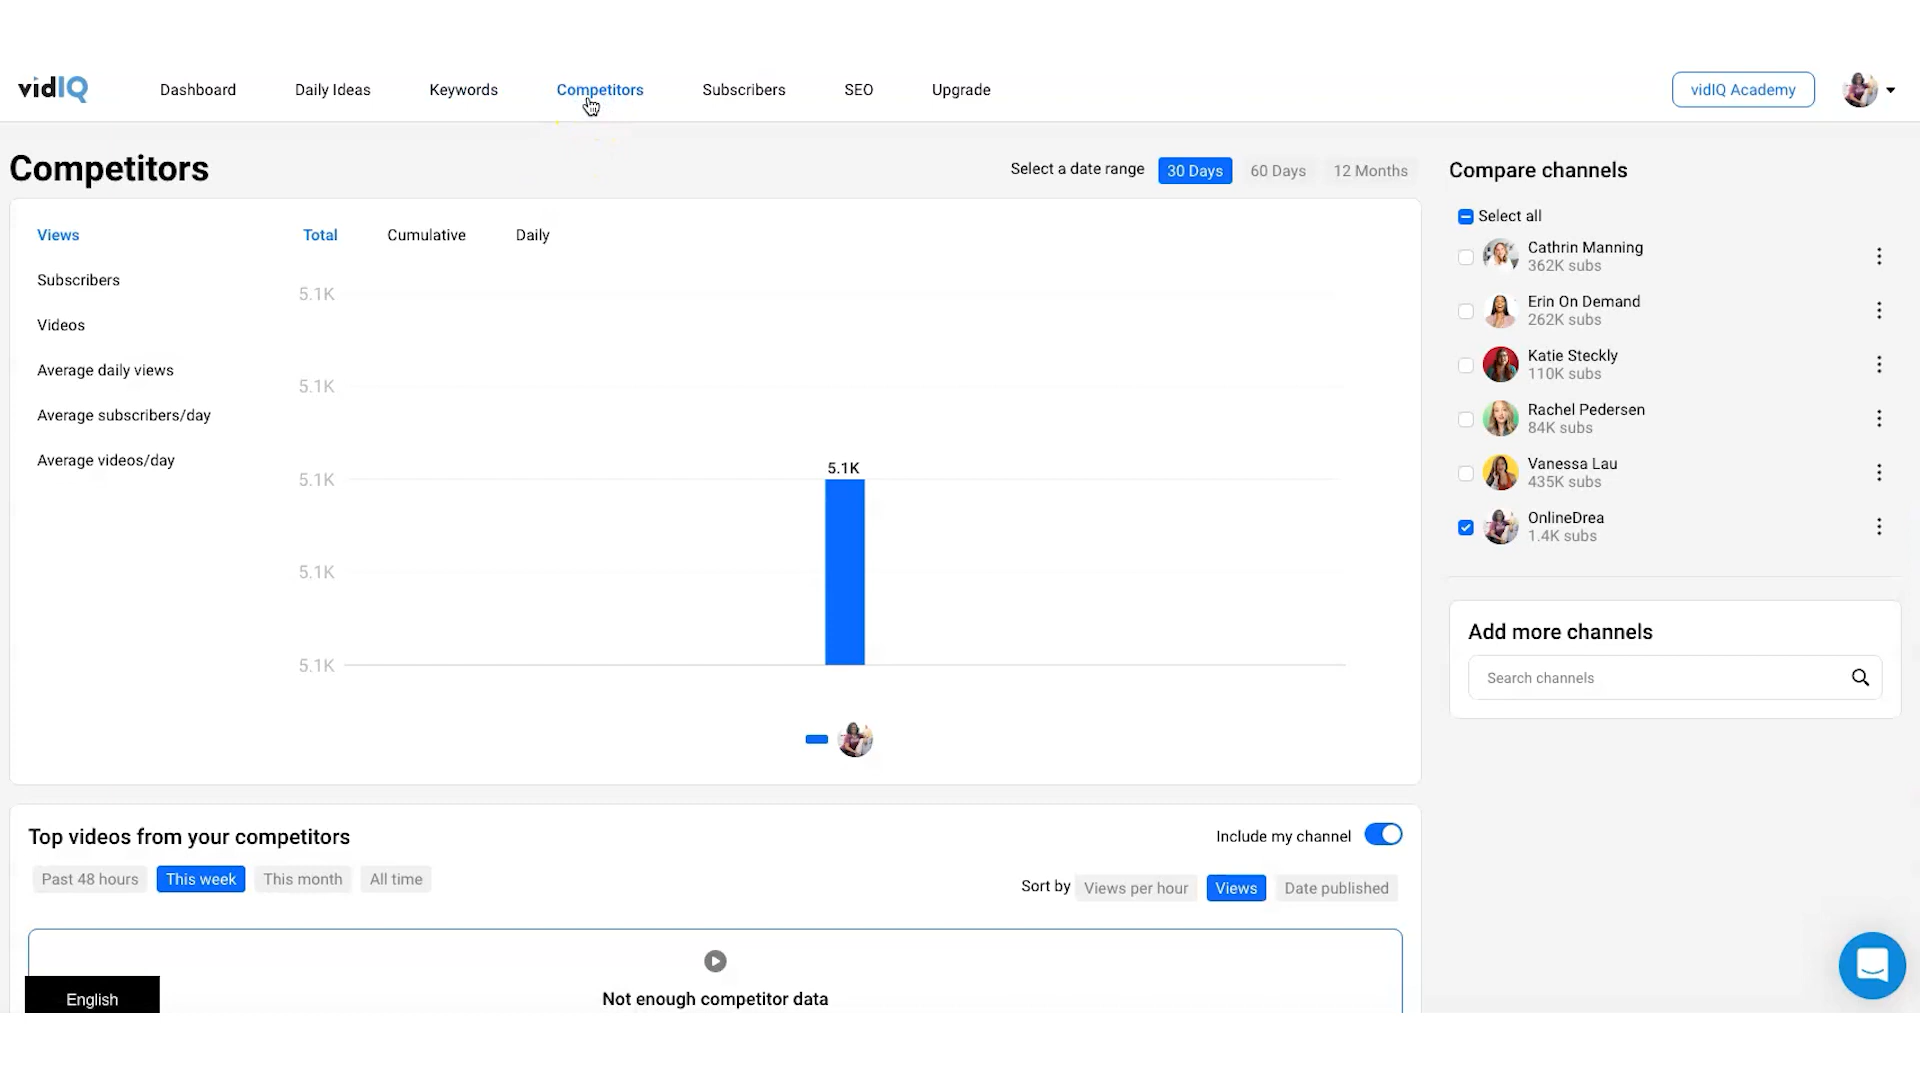 vidIQ
Dashboard
Daily Ideas
Keywords
Competitors
Subscribers
SEO
Upgrade
vidIQ Academy
Competitors
Select a date range
30 Days
60 Days
12 Months
Views
Subscribers
Videos
Average daily views
Average subscribers/day
Average videos/day
Total
Cumulative
Daily
5.1K
5.1K
5.1K
5.1K
5.1K
5.1K
Compare channels
Select all
Cathrin Manning
362K subs
Erin On Demand
262K subs
Katie Steckly
110K subs
Rachel Pedersen
84K subs
Vanessa Lau
435K subs
OnlineDrea
1.4K subs
Add more channels
Search channels
Top videos from your competitors
Include my channel
Past 48 hours
This week
This month
All time
Sort by
Views per hour
Views
Date published
Not enough competitor data
English